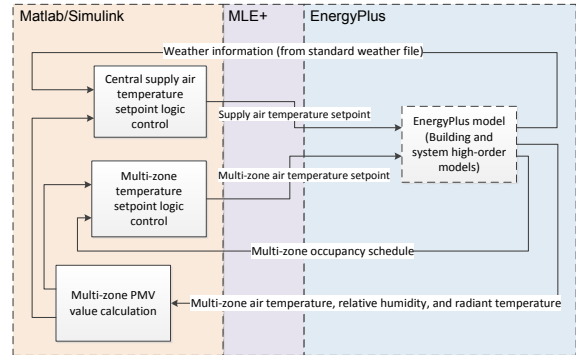 Matlab/Simulink
MLE+
EnergyPlus
Weather information (from standard weather file)
Central supply air
temperature
setpoint logic
control
Supply air temperature setpoint
EnergyPlus model
(Building and
system high-order
models)
Multi-zone
temperature
setpoint logic
control
Multi-zone air temperature setpoint
Multi-zone occupancy schedule
Multi-zone PMV
value calculation
Multi-zone air temperature, relative humidity, and radiant temperature